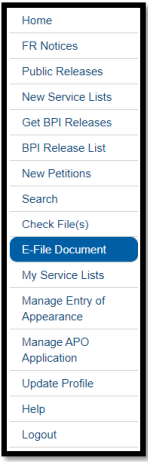 Home
FR Notices
Public Releases
New Service Lists
Get BPI Releases
BPI Release List
New Petitions
Search
Check File(s)
E-File Document
My Service Lists
Manage Entry of
Appearance
Manage APO
Application
Update Profile
Help
Logout